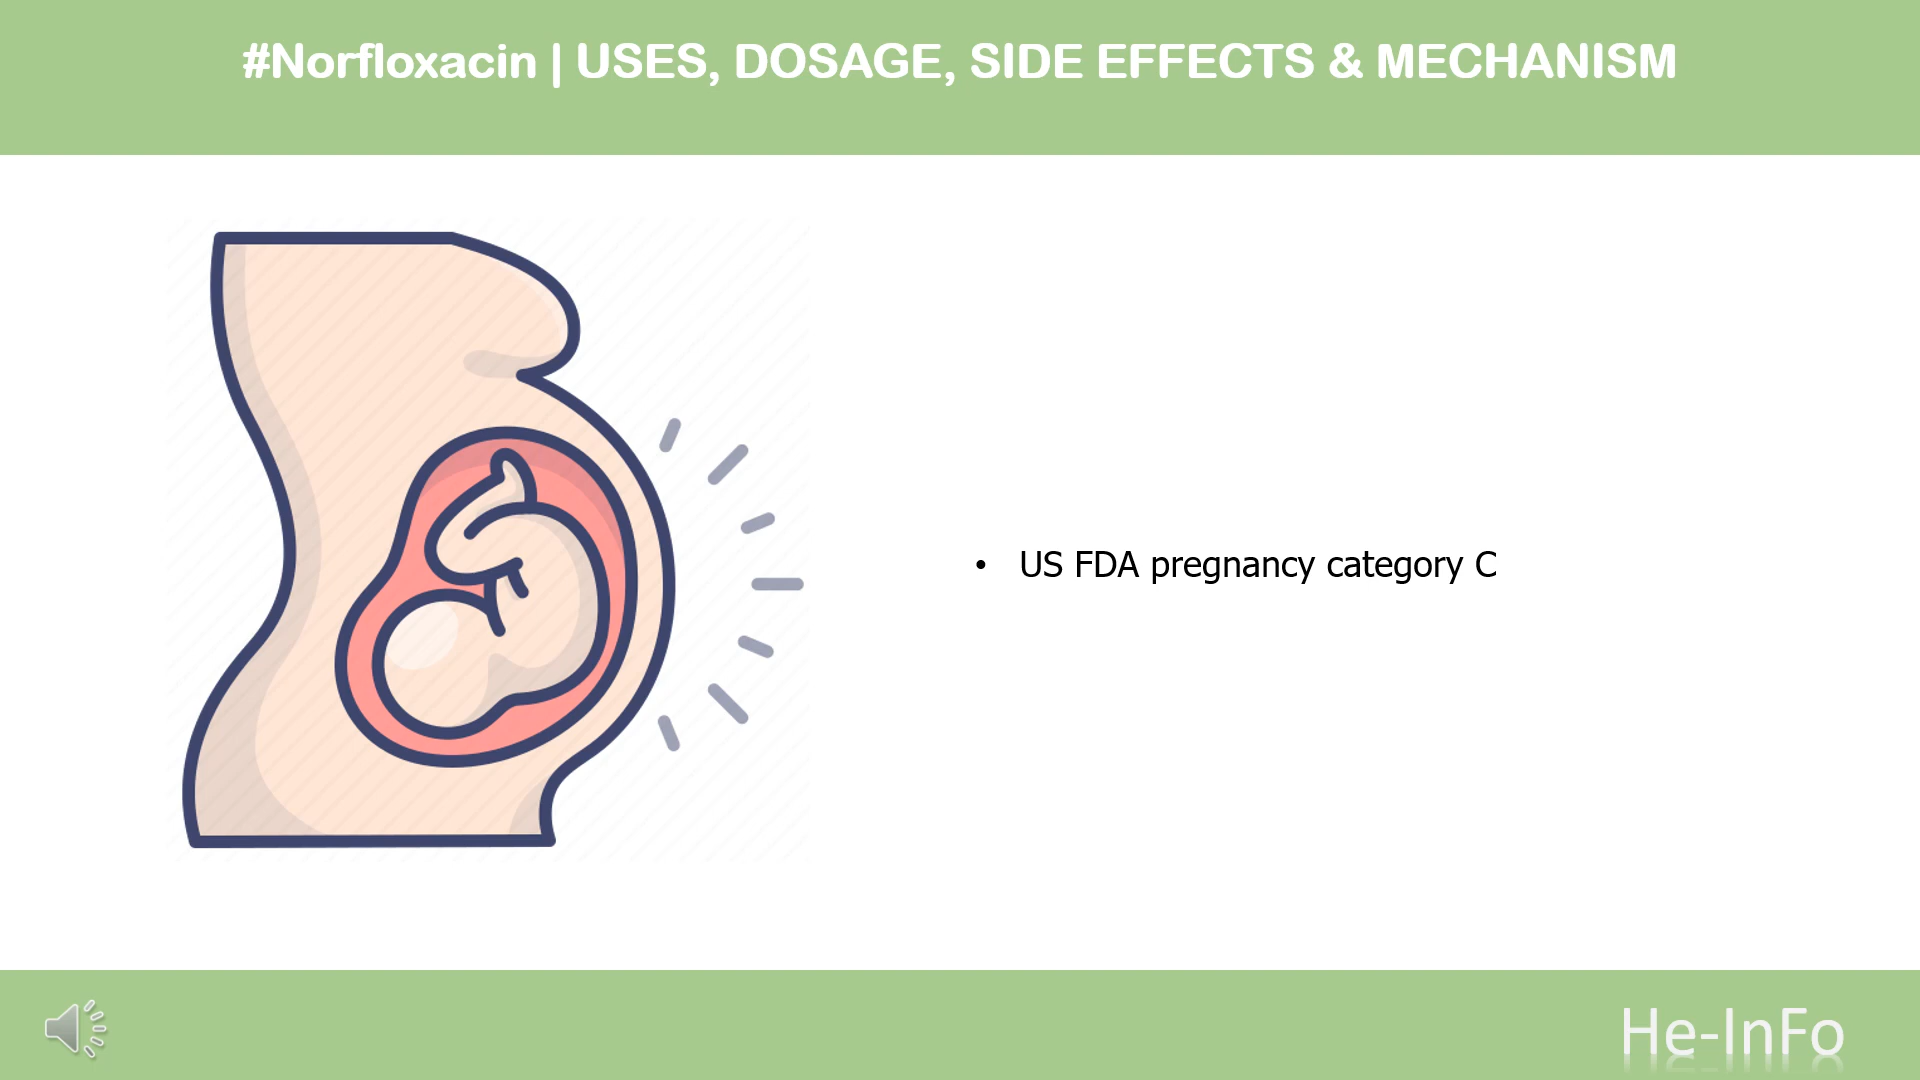 #Norfloxacin | USES, DOSAGE, SIDE EFFECTS & MECHANISM
• US FDA pregnancy category C
He-InFo